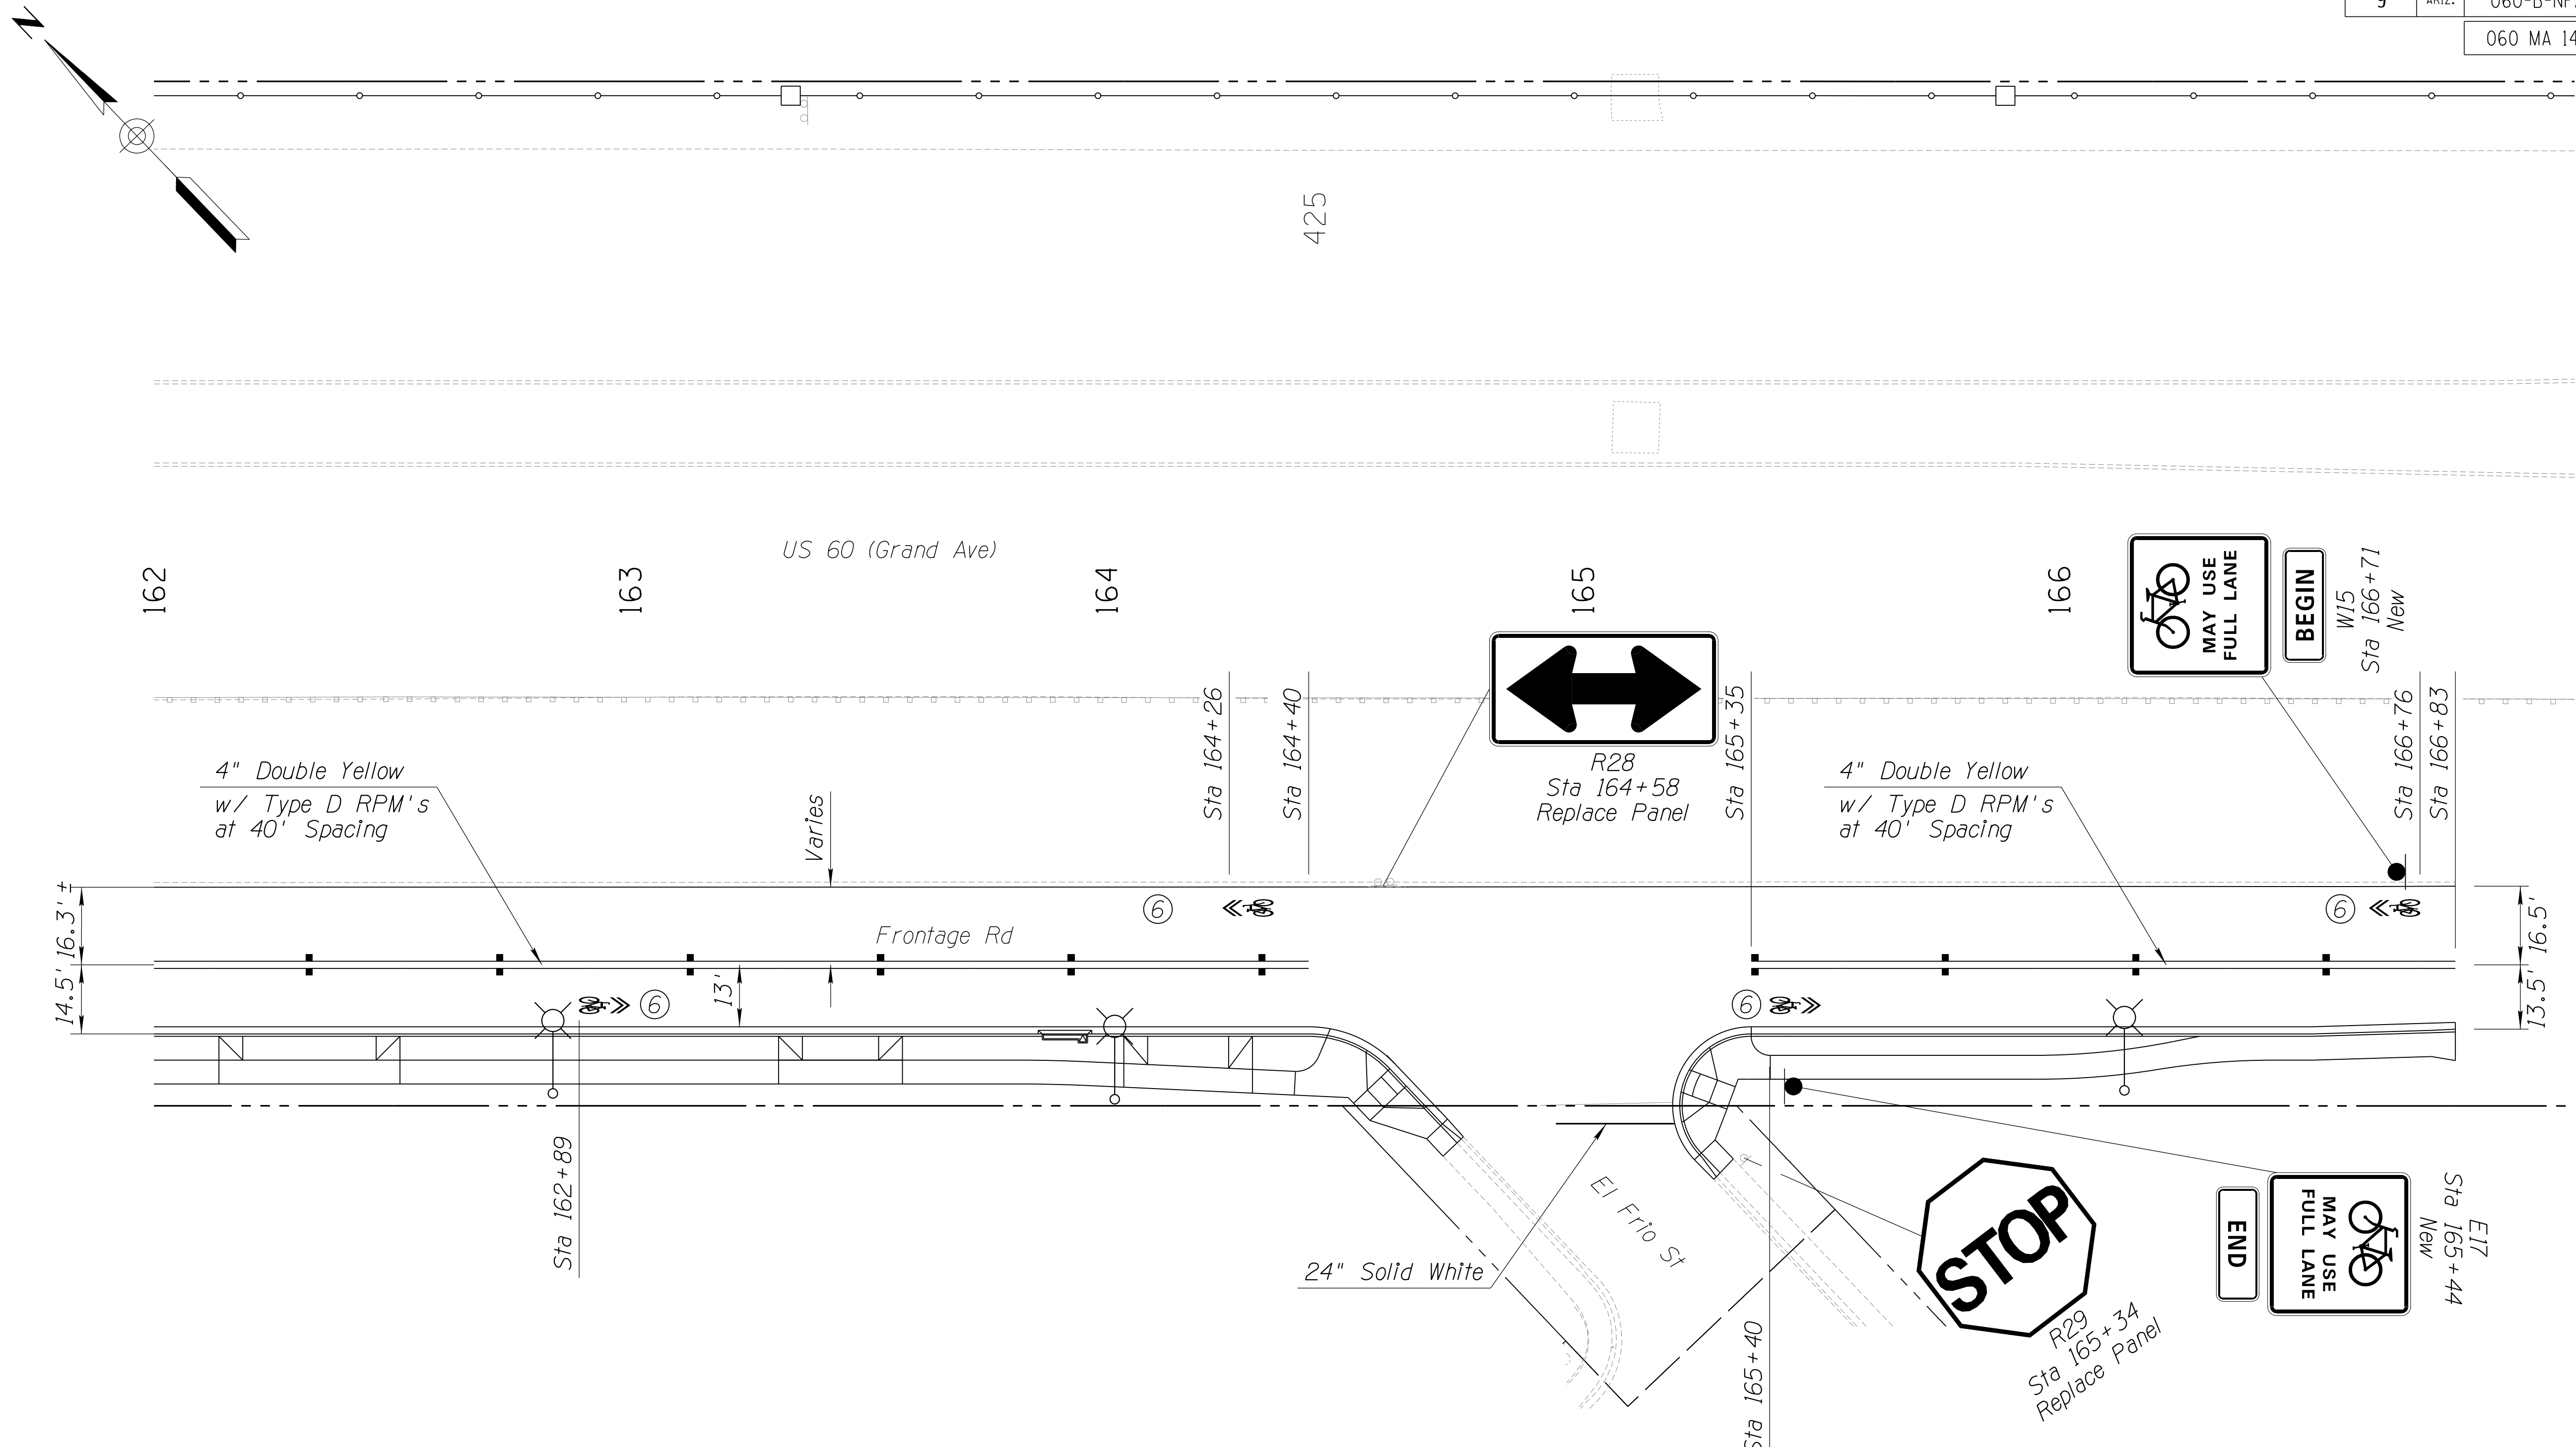 9
ARIZ.
060 MA 14
N
425
US 60 (Grand Ave)
162
163
164
165
166
MAY USE
FULL LANE
BEGIN
W15
Sta 166+71
New
Sta 164+26
Sta 164+40
R28
Sta 164+58
Replace Panel
Sta 165+35
Sta 166+76
Sta 166+83
4" Double Yellow
w/ Type D RPM's
at 40' Spacing
Varies
4" Double Yellow
w/ Type D RPM's
at 40' Spacing
16.3'±
14.5'
6
6
Frontage Rd
16.5'
13.5'
13'
6
6
Sta 162+89
24" Solid White
El Frio St
STOP
R29
Sta 165+34
Replace Panel
Sta 165+40
END
MAY USE
FULL LANE
E17
Sta 165+44
New